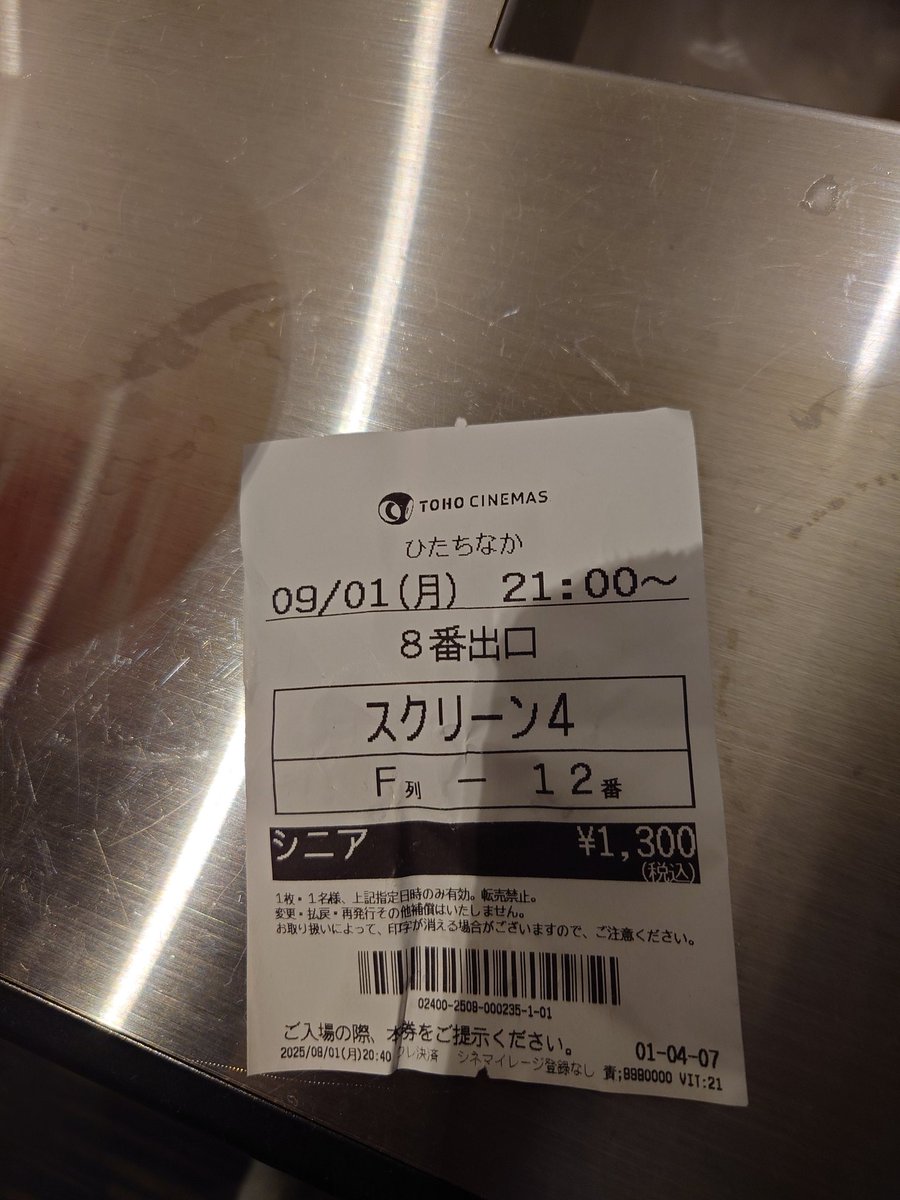 TOHO CINEMAS
ひたちなか
09/01(月) 21:00～
8番出口
スクリーン4
F列 － 12番
シニア ¥1,300
(税込)
1枚・1名様、上記指定日時のみ有効。転売禁止。
変更・払戻・再発行その他補償はいたしません。
お取り扱いによって、印字が消える場合がございますので、ご注意ください。
02400-2509-000235-1-01
ご入場の際、本券をご提示ください。
2025/09/01(月)20:40 クレ決済 シネマイレージ登録なし 01-04-07
VIT:21